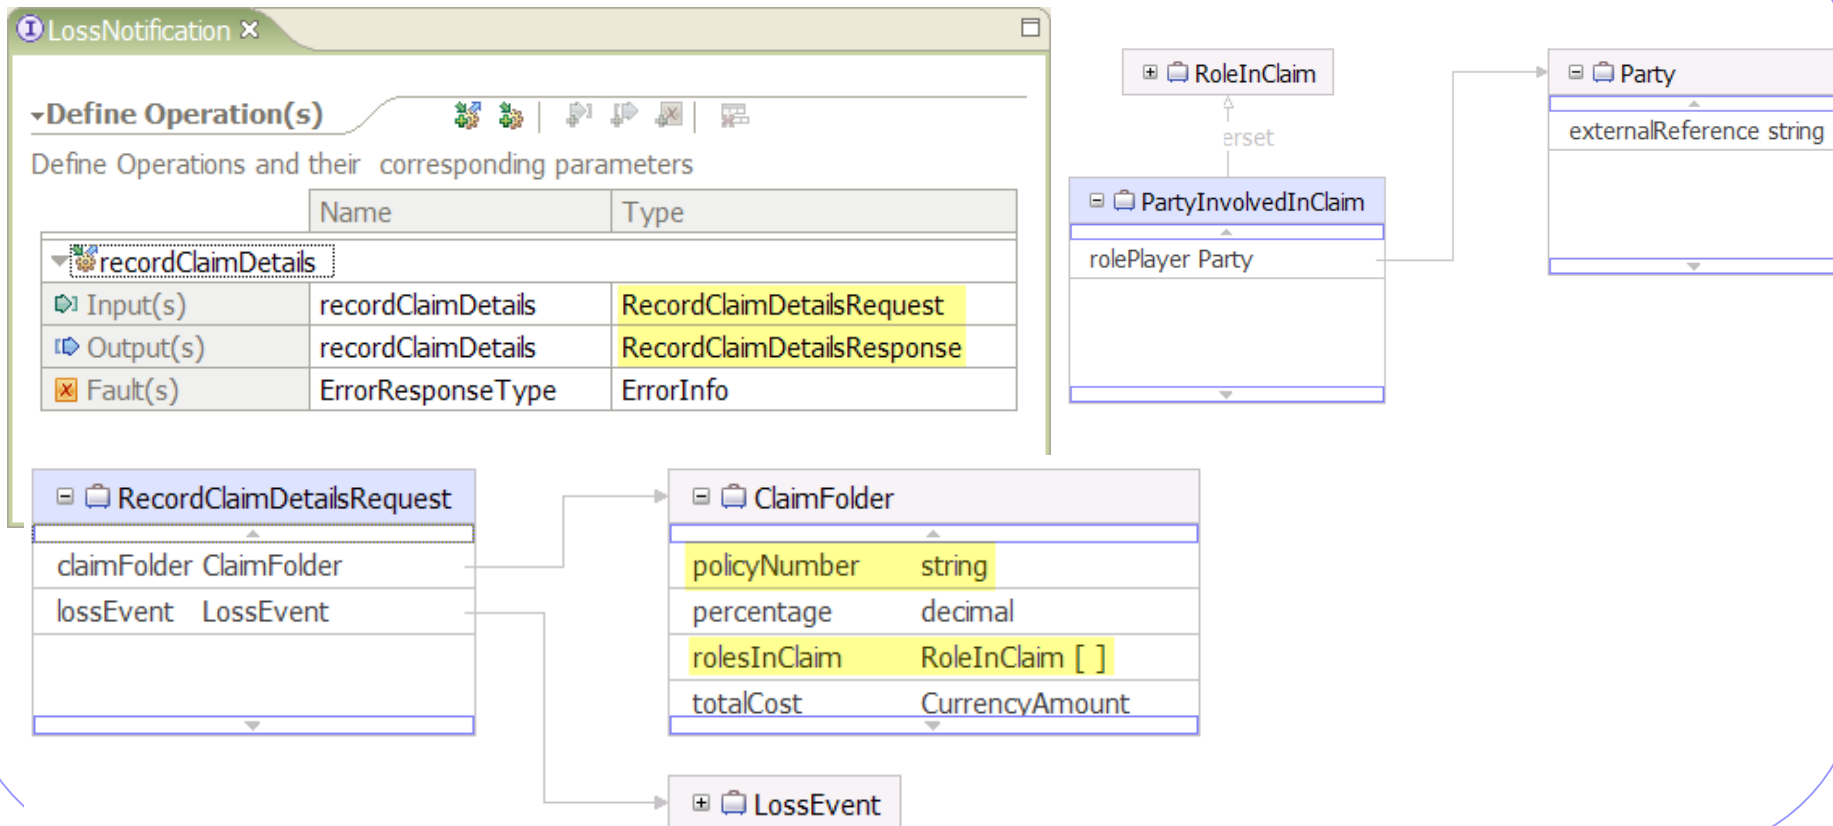 LossNotification
Define Operation(s)
Define Operations and their corresponding parameters
Name Type
recordClaimDetails
Input(s) recordClaimDetails RecordClaimDetailsRequest
Output(s) recordClaimDetails RecordClaimDetailsResponse
Fault(s) ErrorResponseType ErrorInfo
RoleInClaim
erset
PartyInvolvedInClaim
rolePlayer Party
Party
externalReference string
RecordClaimDetailsRequest
claimFolder ClaimFolder
lossEvent LossEvent
ClaimFolder
policyNumber string
percentage decimal
rolesInClaim RoleInClaim [ ]
totalCost CurrencyAmount
LossEvent